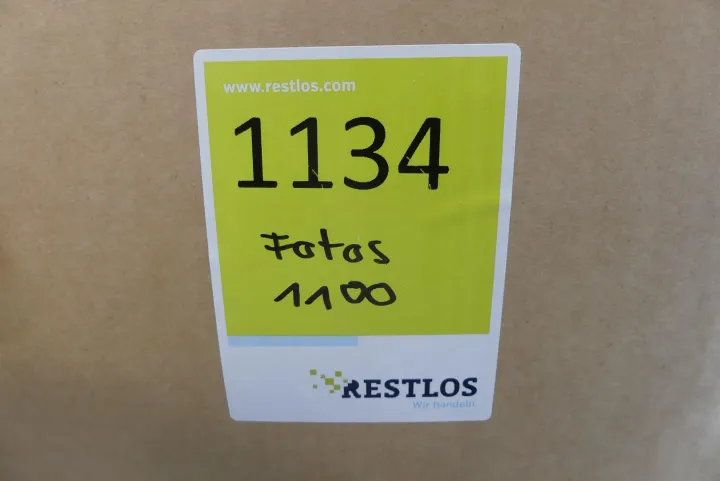 www.restlos.com
1134
Fotos
1100
RESTLOS
Wir handeln.